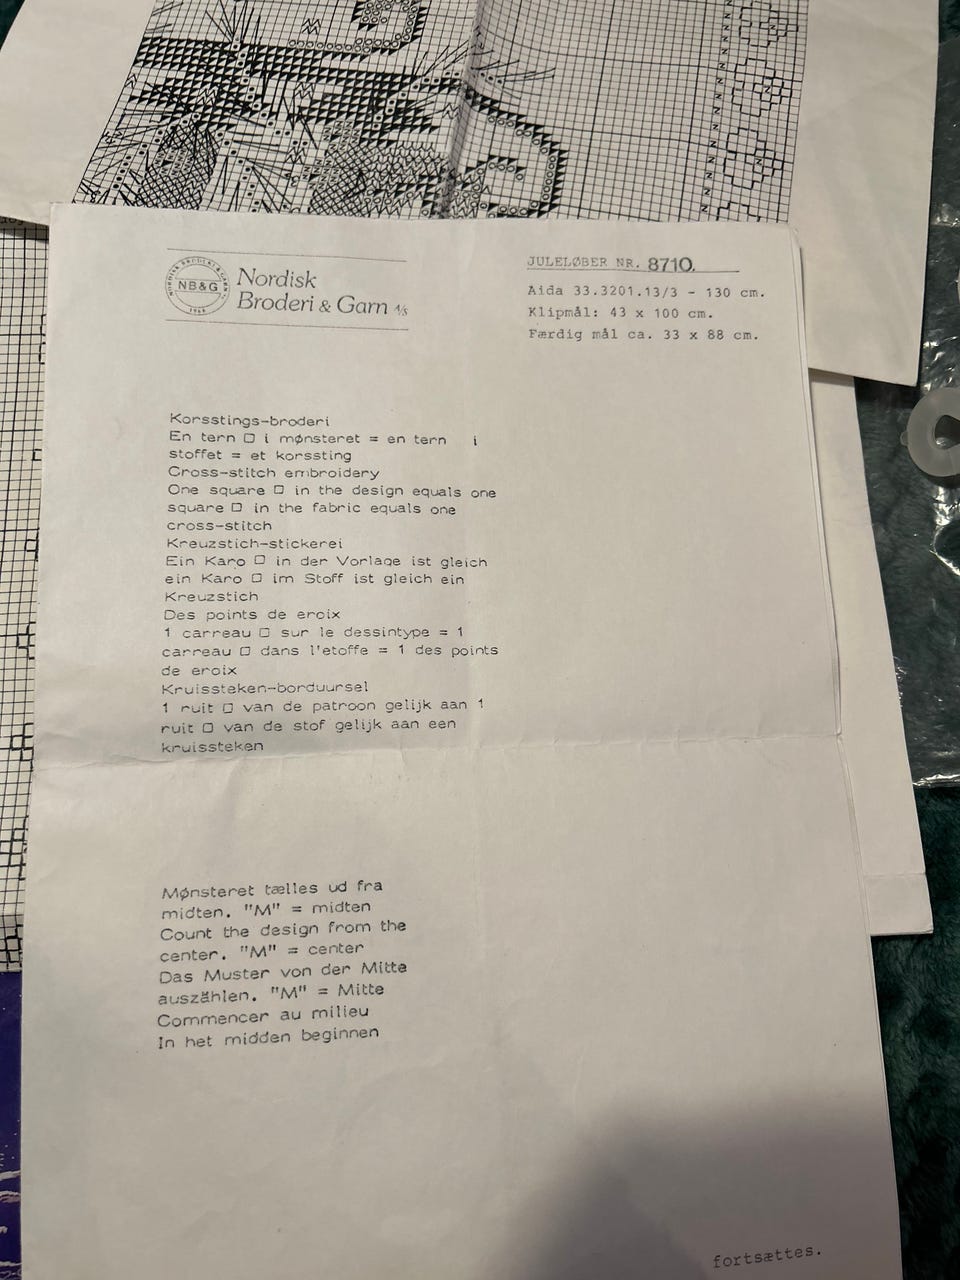 NORDISK BRODERI & GARN
NB&G
1968
Nordisk
Broderi & Garn A/S
JULELØBER NR. 8710.
Aida 33.3201.13/3 - 130 cm.
Klipmål: 43 x 100 cm.
Færdig mål ca. 33 x 88 cm.
Korsstings-broderi
En tern □ i mønsteret = en tern i
stoffet = et korssting
Cross-stitch embroidery
One square □ in the design equals one
square □ in the fabric equals one
cross-stitch
Kreuzstich-stickerei
Ein Karo □ in der Vorlage ist gleich
ein Karo □ im Stoff ist gleich ein
Kreuzstich
Des points de eroix
1 carreau □ sur le dessintype = 1
carreau □ dans l'etoffe = 1 des points
de eroix
Kruissteken-borduursel
1 ruit □ van de patroon gelijk aan 1
ruit □ van de stof gelijk aan een
kruissteken
Mønsteret tælles ud fra
midten. "M" = midten
Count the design from the
center. "M" = center
Das Muster von der Mitte
auszählen. "M" = Mitte
Commencer au milieu
In het midden beginnen
fortsættes.